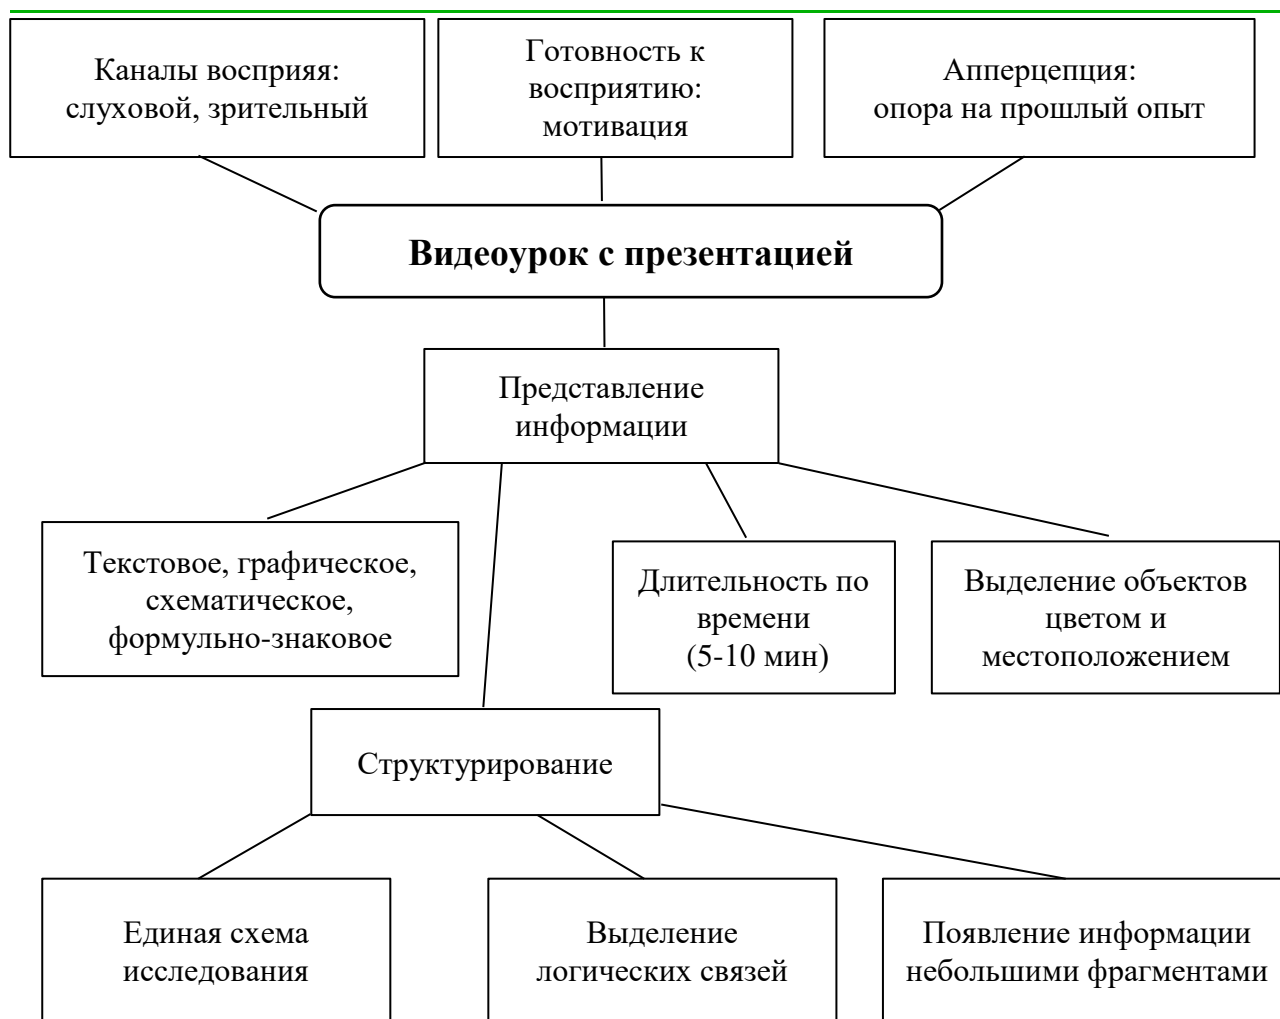 Каналы восприяя:
слуховой, зрительный
Готовность к
восприятию:
мотивация
Апперцепция:
опора на прошлый опыт
Видеоурок с презентацией
Представление
информации
Текстовое, графическое,
схематическое,
формульно-знаковое
Длительность по
времени
(5-10 мин)
Выделение объектов
цветом и
местоположением
Структурирование
Единая схема
исследования
Выделение
логических связей
Появление информации
небольшими фрагментами